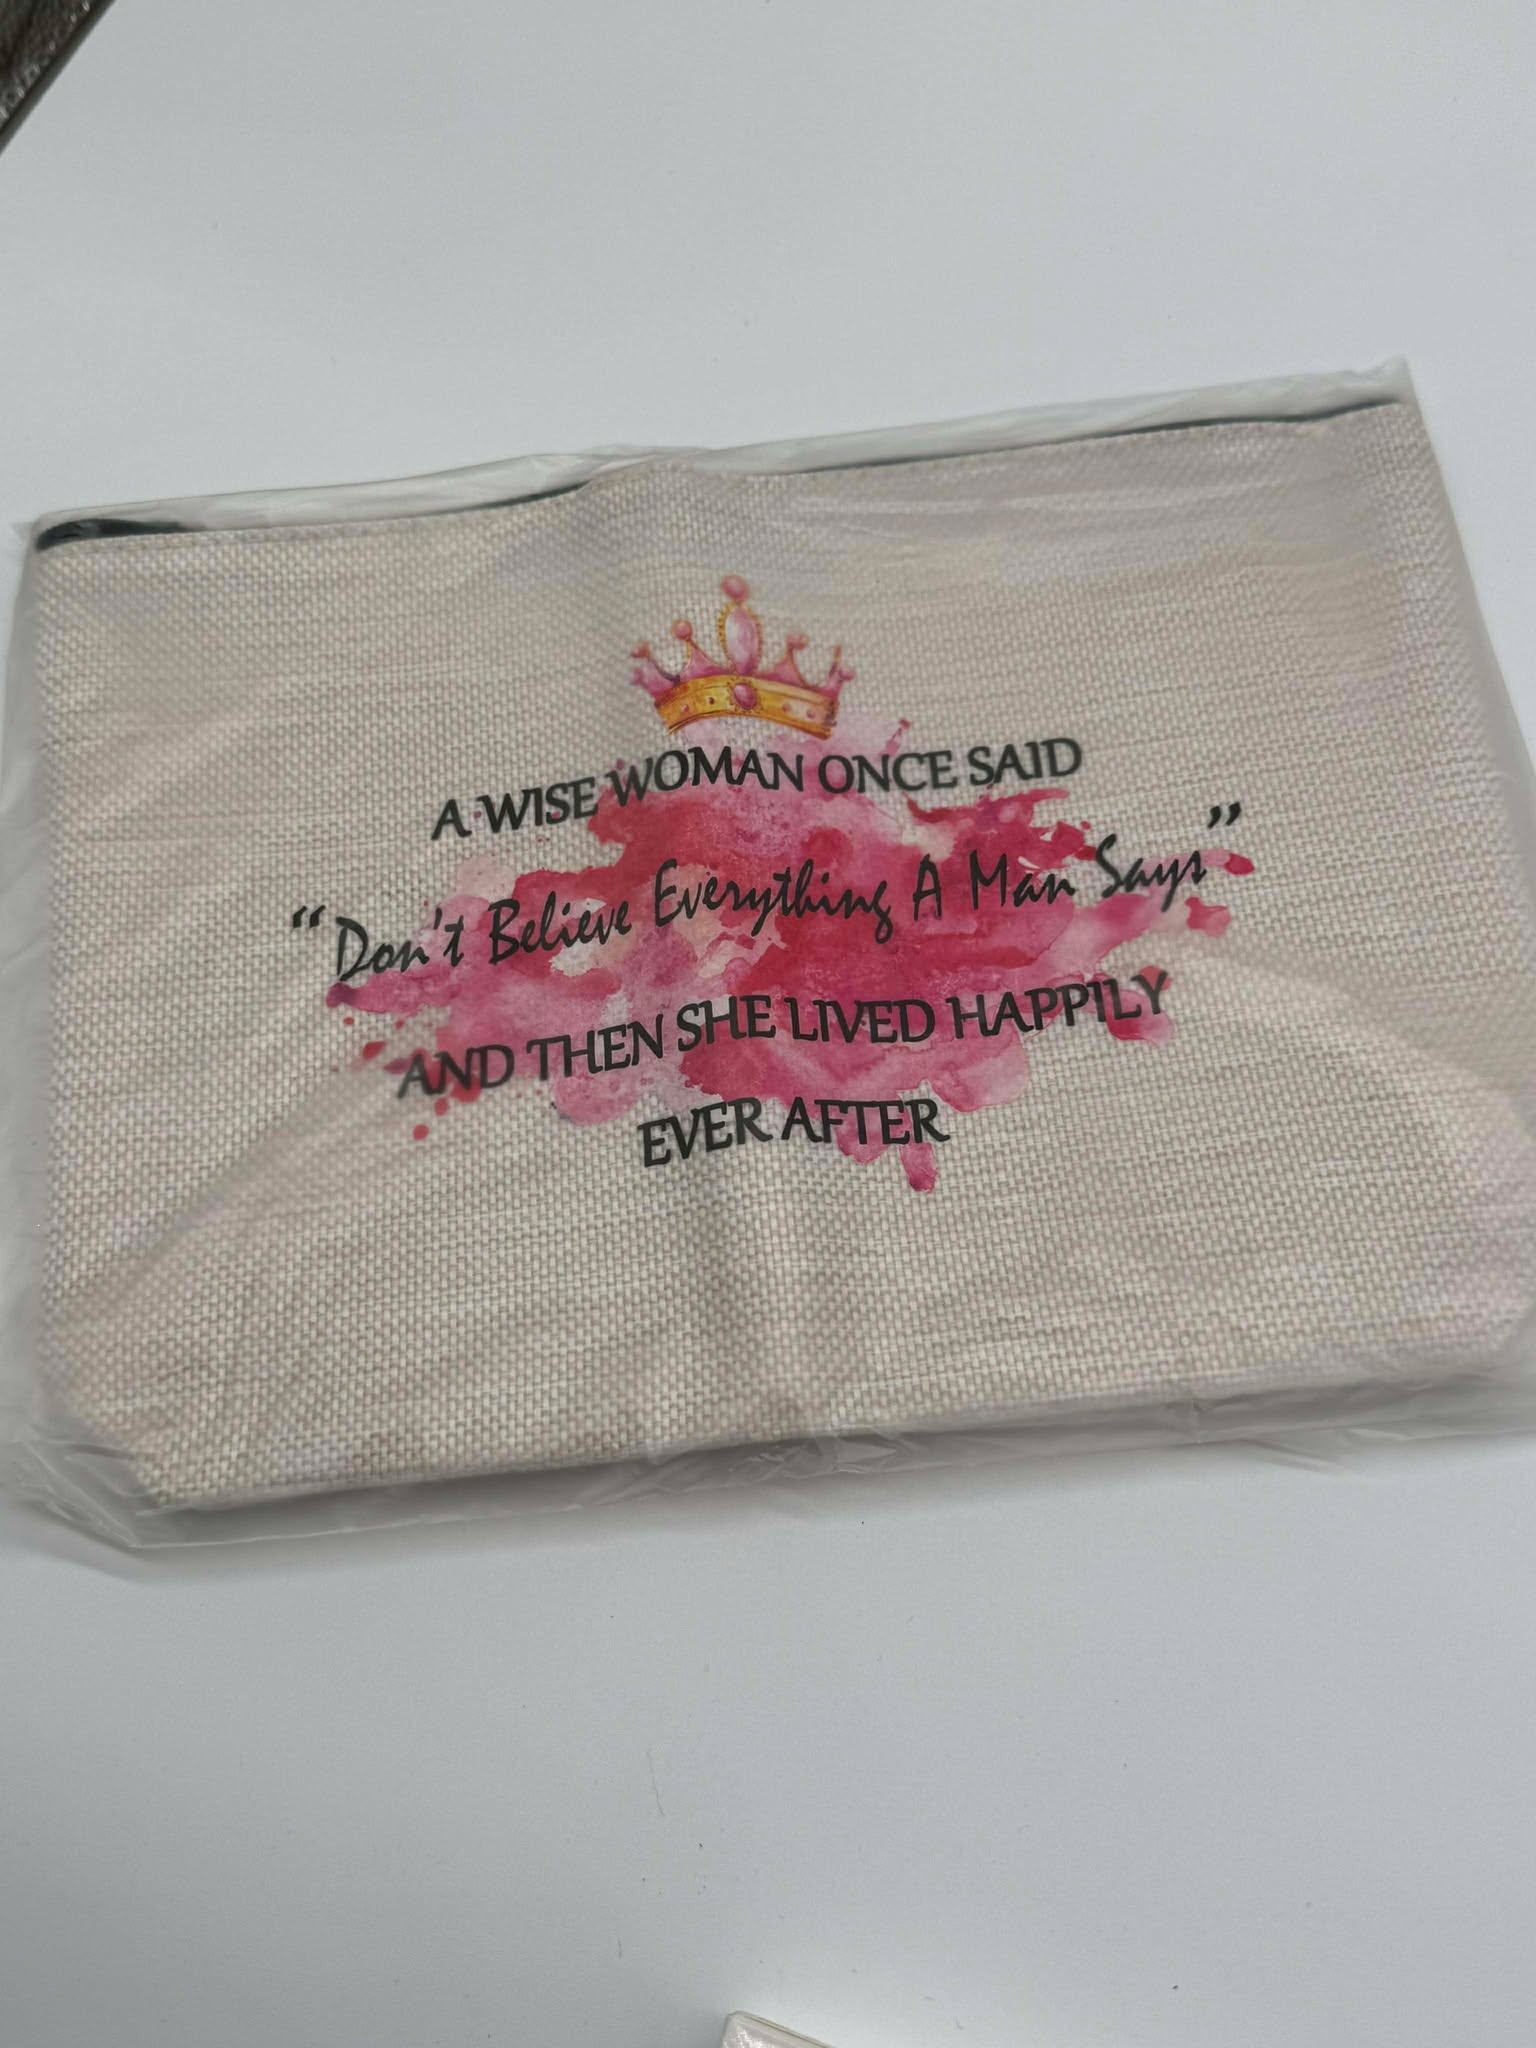 A WISE WOMAN ONCE SAID
“Don't Believe Everything A Man Says”
AND THEN SHE LIVED HAPPILY
EVER AFTER